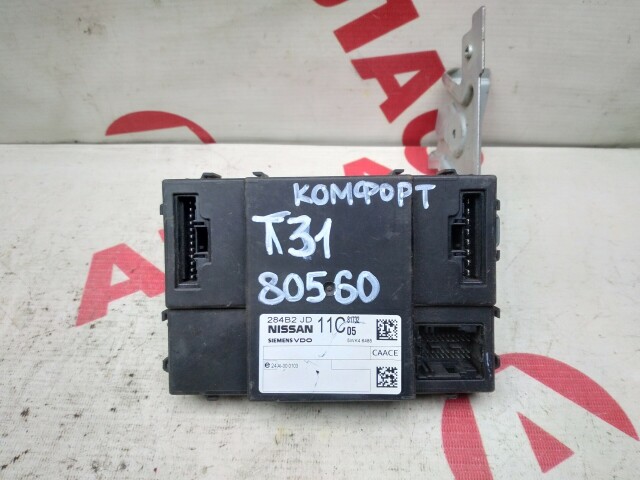 КОМФОРТ
T31
80560
284B2 JD
NISSAN 11C 05
SIEMENS VDO
CAACE